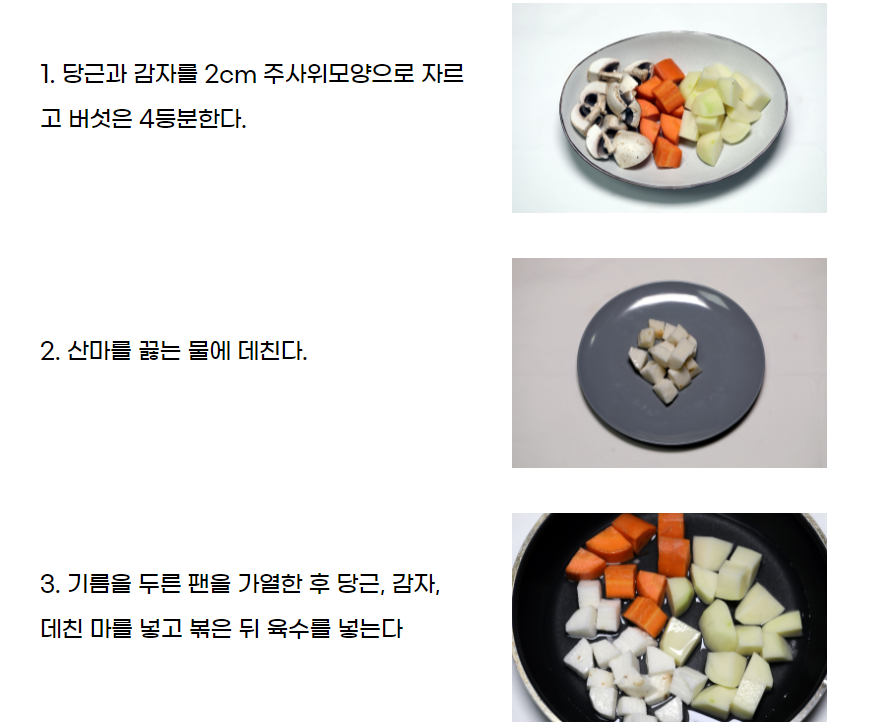 1. 당근과 감자를 2cm 주사위모양으로 자르
고 버섯은 4등분한다.
2. 산마를 끓는 물에 데친다.
3. 기름을 두른 팬을 가열한 후 당근, 감자,
데친 마를 넣고 볶은 뒤 육수를 넣는다